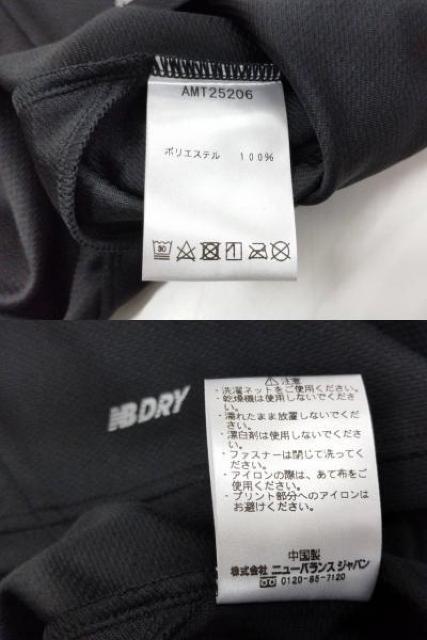 AMT25206
ポリエステル 100%
30
NB DRY
⚠注意
・洗濯ネットをご使用ください。
・乾燥機は使用しないでくださ
い。
・濡れたまま放置しないでくだ
さい。
・漂白剤は使用しないでくださ
い。
・ファスナーは閉じて洗ってく
ださい。
・アイロンの際は、あて布をご
使用ください。
・プリント部分へのアイロンは
お避けください。
中国製
株式会社 ニューバランス ジャパン
0120-85-7120